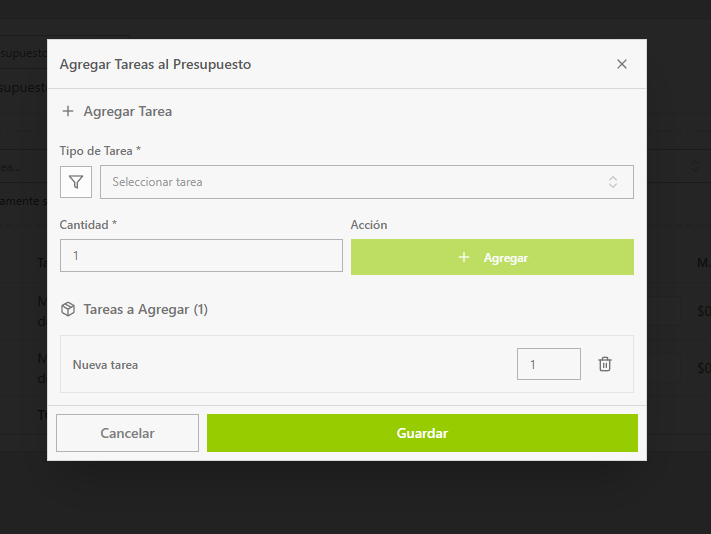 Agregar Tareas al Presupuesto
Agregar Tarea
Tipo de Tarea *
Seleccionar tarea
Cantidad *
Acción
1
Agregar
Tareas a Agregar (1)
Nueva tarea
1
Cancelar
Guardar